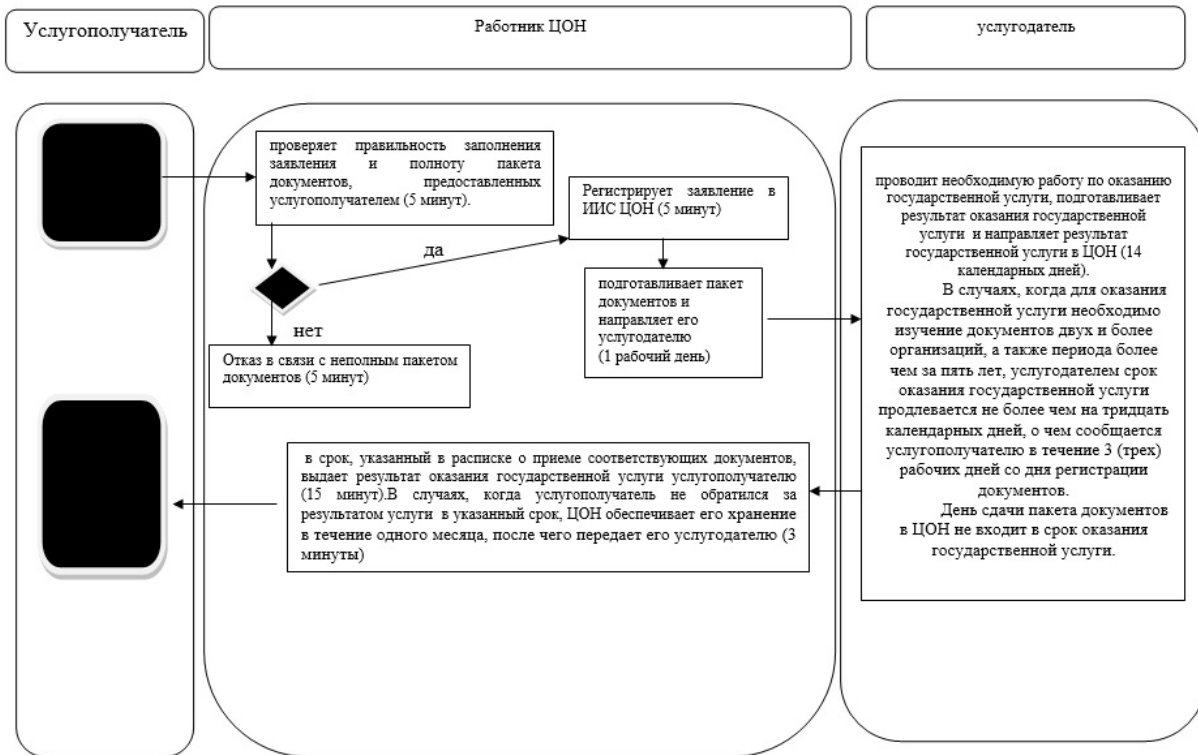 Услугополучатель
Работник ЦОН
услугодатель
проверяет правильность заполнения
заявления и полноту пакета
документов, предоставленных
услугополучателем (5 минут).
да
нет
Отказ в связи с неполным пакетом
документов (5 минут)
Регистрирует заявление в
ИИС ЦОН (5 минут)
подготавливает пакет
документов и
направляет его
услугодателю
(1 рабочий день)
проводит необходимую работу по оказанию
государственной услуги, подготавливает
результат оказания государственной
услуги и направляет результат
государственной услуги в ЦОН (14
календарных дней).
В случаях, когда для оказания
государственной услуги необходимо
изучение документов двух и более
организаций, а также периода более
чем за пять лет, услугодателем срок
оказания государственной услуги
продлевается не более чем на тридцать
календарных дней, о чем сообщается
услугополучателю в течение 3 (трех)
рабочих дней со дня регистрации
документов.
День сдачи пакета документов
в ЦОН не входит в срок оказания
государственной услуги.
в срок, указанный в расписке о приеме соответствующих документов,
выдает результат оказания государственной услуги услугополучателю
(15 минут).В случаях, когда услугополучатель не обратился за
результатом услуги в указанный срок, ЦОН обеспечивает его хранение
в течение одного месяца, после чего передает его услугодателю (3
минуты)